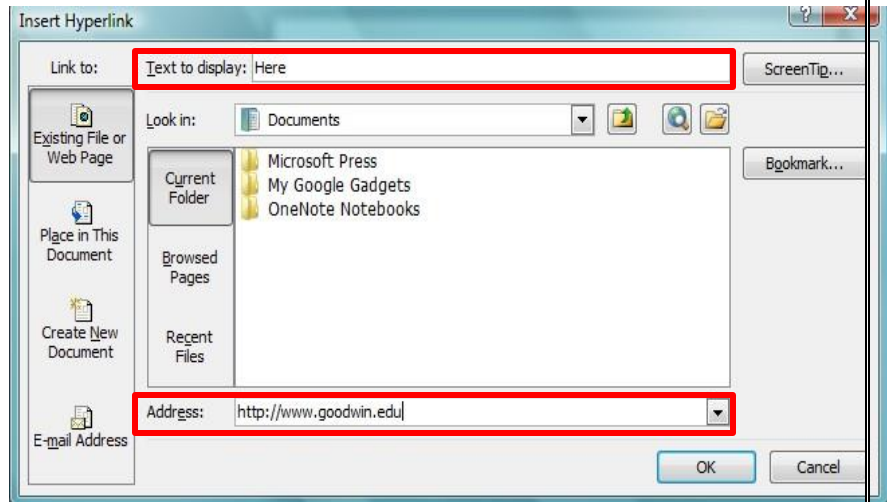 Insert Hyperlink
Link to:
Text to display: Here
ScreenTip...
Existing File or
Web Page
Look in:
Documents
Current
Folder
Microsoft Press
My Google Gadgets
OneNote Notebooks
Bookmark...
Place in This
Document
Browsed
Pages
Create New
Document
Recent
Files
Address: http://www.goodwin.edu
E-mail Address
OK
Cancel